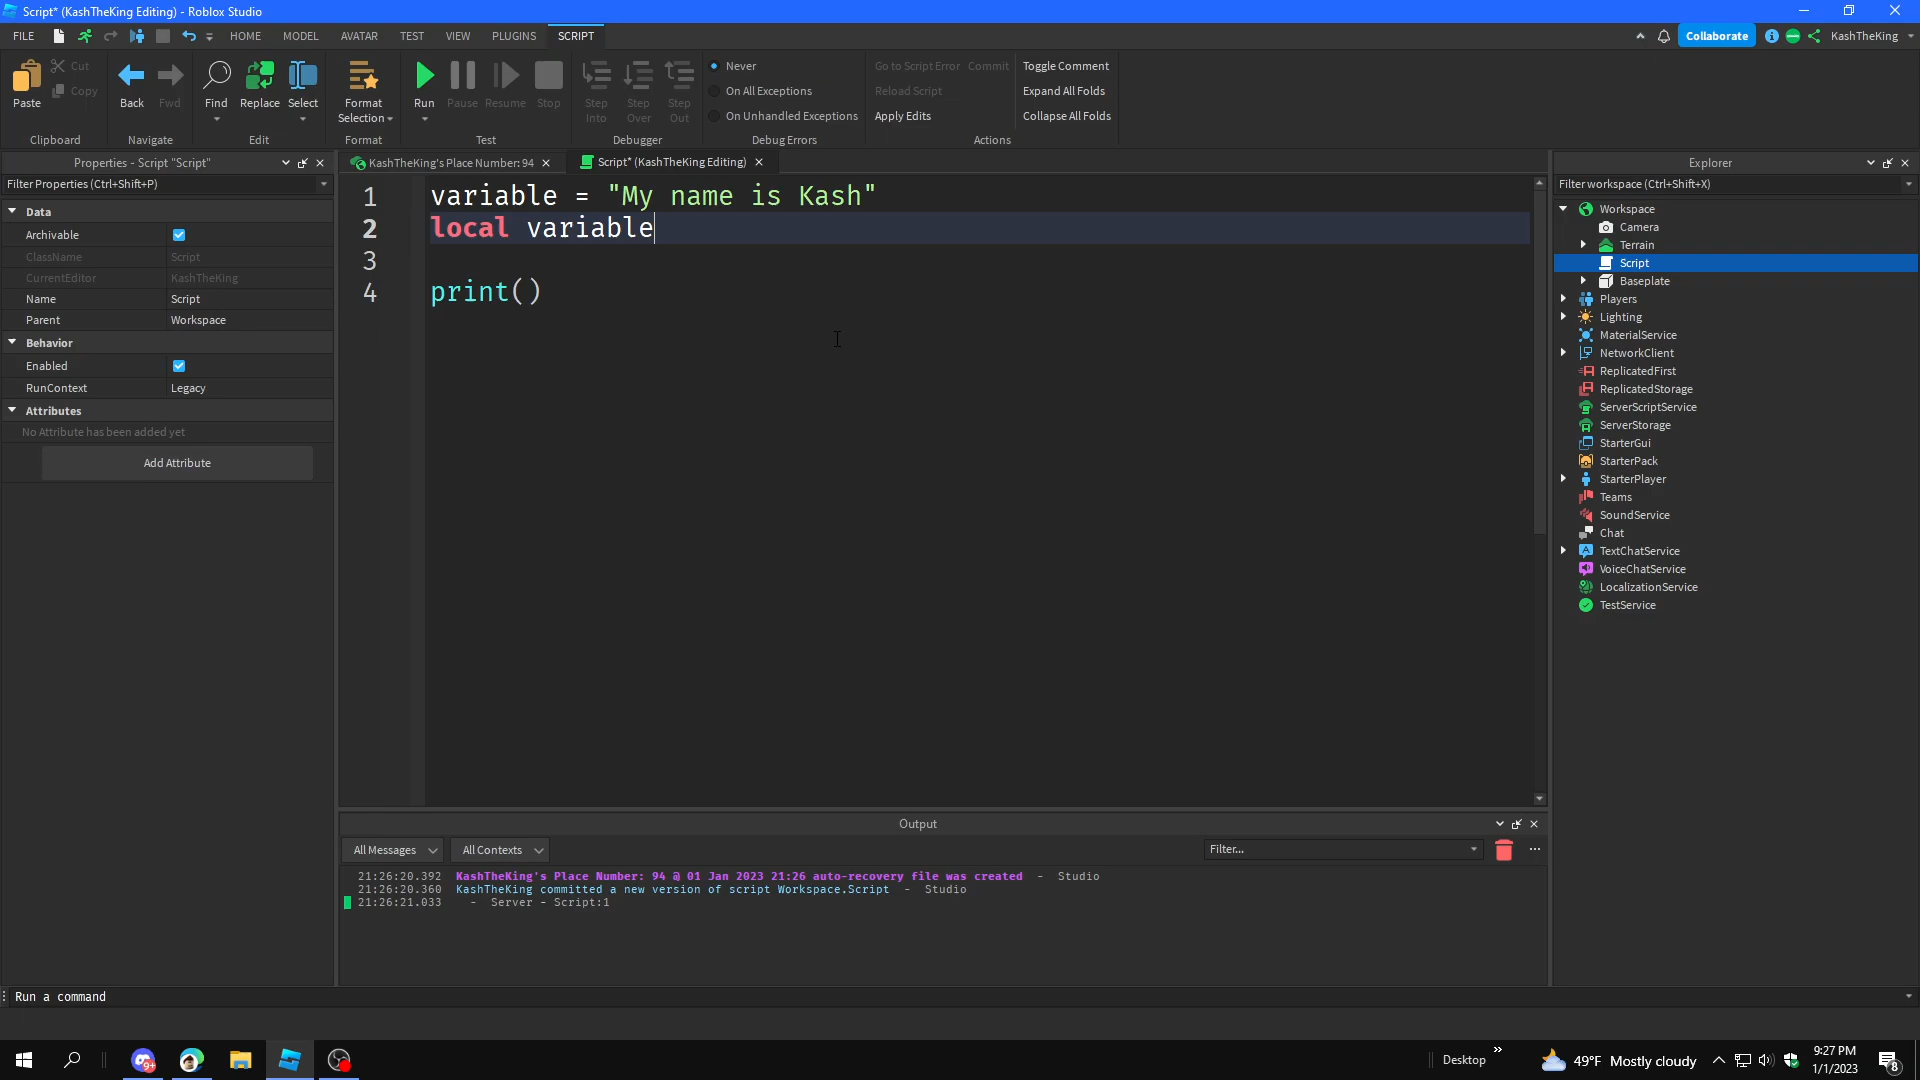 Script* (KashTheKing Editing) - Roblox Studio
FILE HOME MODEL AVATAR TEST VIEW PLUGINS SCRIPT Collaborate KashTheKing
Paste Cut Copy Clipboard
Back Fwd Navigate
Find Replace Select Edit
Format Selection Format
Run Pause Resume Stop Test
Step Into Step Over Step Out Debugger
Never
On All Exceptions
On Unhandled Exceptions
Debug Errors
Go to Script Error Commit
Reload Script
Apply Edits
Toggle Comment
Expand All Folds
Collapse All Folds
Actions
Properties - Script "Script"
Filter Properties (Ctrl+Shift+P)
Data
Archivable
ClassName Script
CurrentEditor KashTheKing
Name Script
Parent Workspace
Behavior
Enabled
RunContext Legacy
Attributes
No Attribute has been added yet
Add Attribute
KashTheKing's Place Number: 94
Script* (KashTheKing Editing)
1 variable = "My name is Kash"
2 local variable
3
4 print()
Output
All Messages All Contexts Filter...
21:26:20.392 KashTheKing's Place Number: 94 @ 01 Jan 2023 21:26 auto-recovery file was created - Studio
21:26:20.360 KashTheKing committed a new version of script Workspace.Script - Studio
21:26:21.033 - Server - Script:1
Explorer
Filter workspace (Ctrl+Shift+X)
Workspace
Camera
Terrain
Script
Baseplate
Players
Lighting
MaterialService
NetworkClient
ReplicatedFirst
ReplicatedStorage
ServerScriptService
ServerStorage
StarterGui
StarterPack
StarterPlayer
Teams
SoundService
Chat
TextChatService
VoiceChatService
LocalizationService
TestService
Run a command
9+
Desktop
49°F Mostly cloudy
9:27 PM
1/1/2023
8